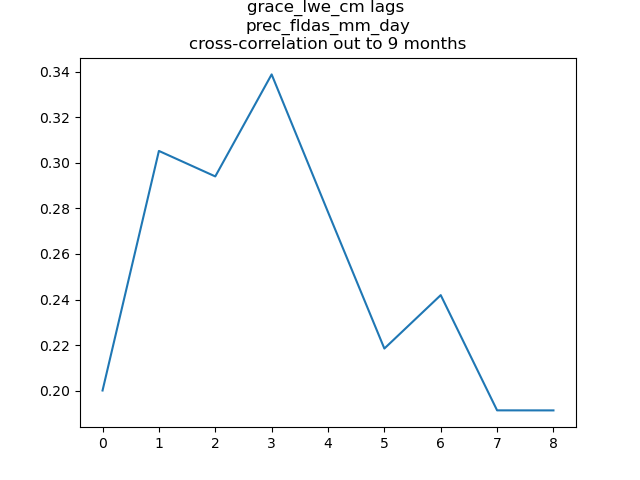 grace_lwe_cm lags
prec_fldas_mm_day
cross-correlation out to 9 months
0.34
0.32
0.30
0.28
0.26
0.24
0.22
0.20
0 1 2 3 4 5 6 7 8